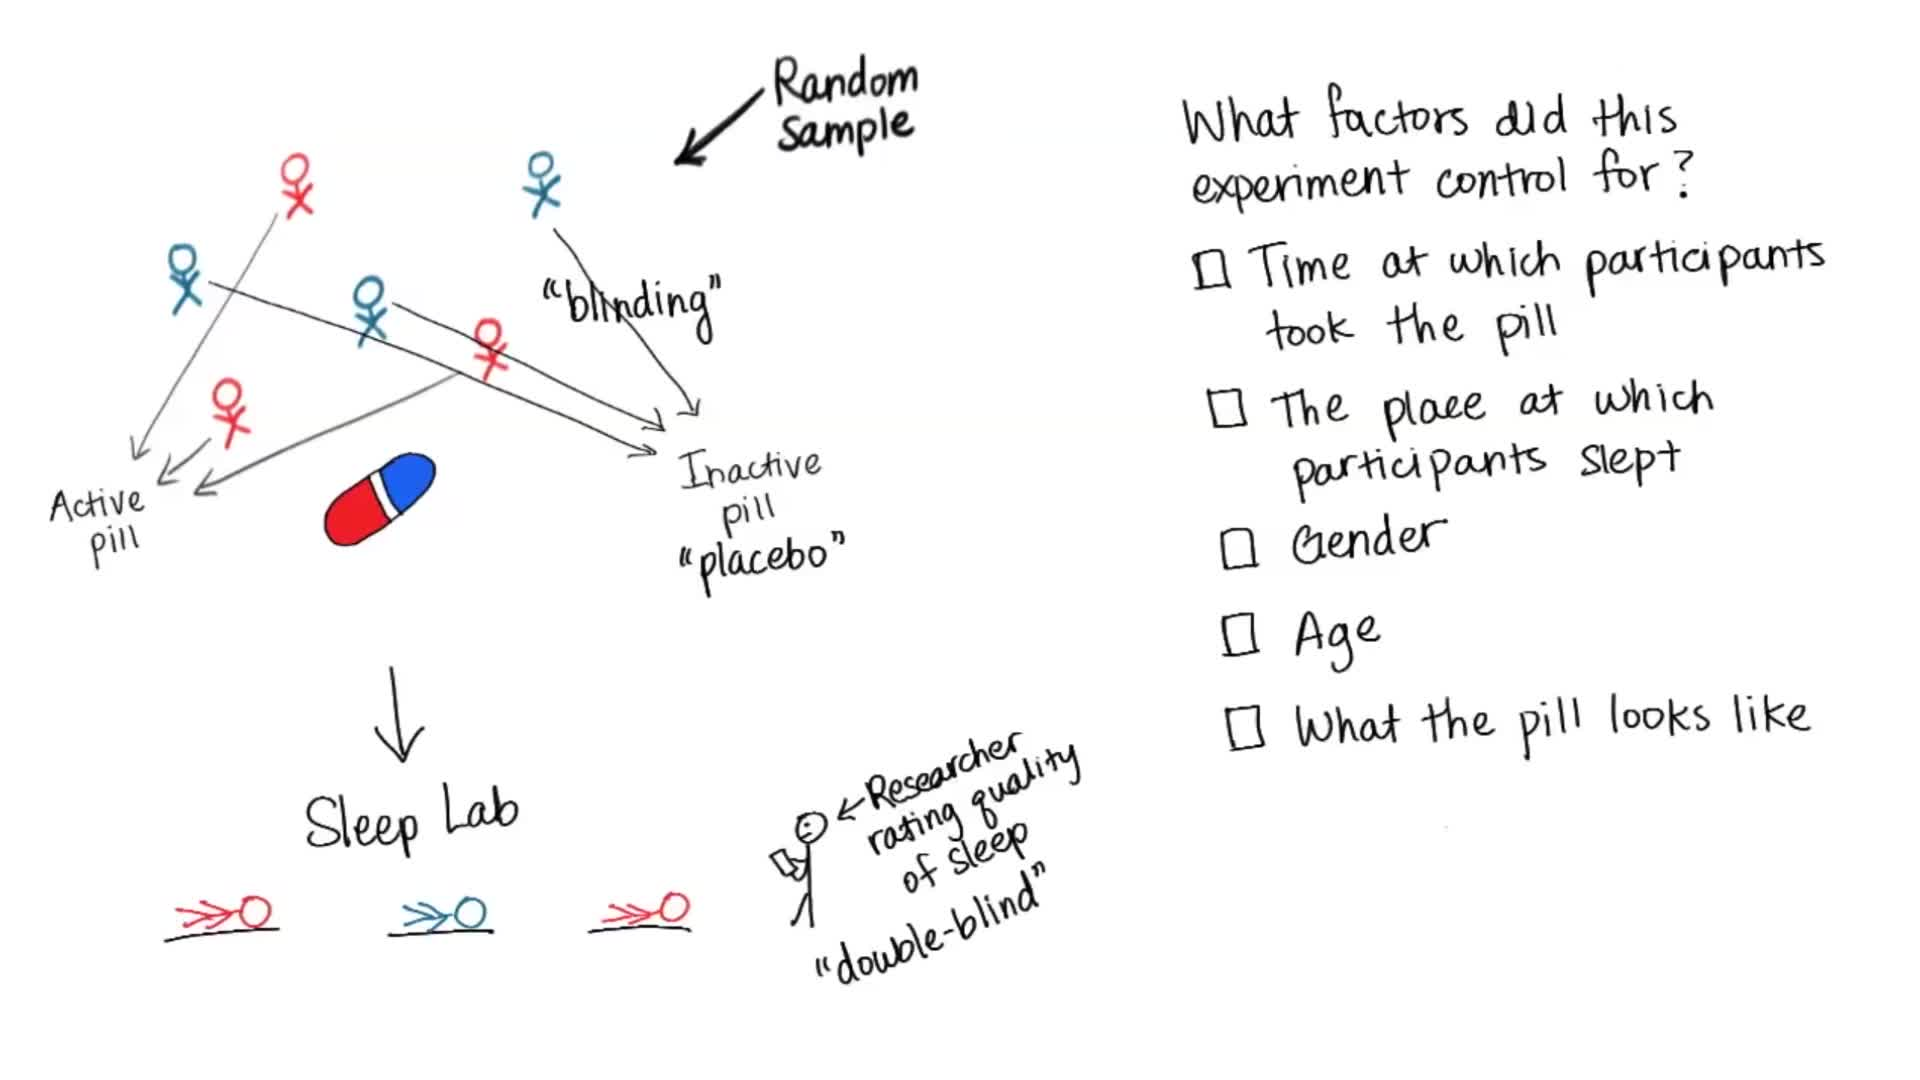 Random
Sample
"blinding"
Active
pill
Inactive
pill
"placebo"
Sleep Lab
Researcher
rating quality
of sleep
"double-blind"
What factors did this
experiment control for?
Time at which participants
took the pill
The place at which
participants slept
Gender
Age
What the pill looks like